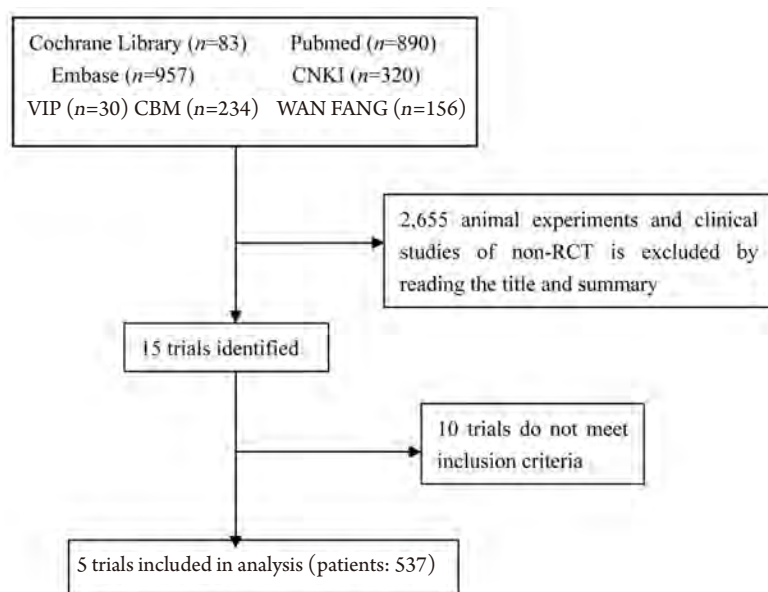 Cochrane Library (n=83) Pubmed (n=890)
Embase (n=957) CNKI (n=320)
VIP (n=30) CBM (n=234) WAN FANG (n=156)
2,655 animal experiments and clinical
studies of non-RCT is excluded by
reading the title and summary
15 trials identified
10 trials do not meet
inclusion criteria
5 trials included in analysis (patients: 537)